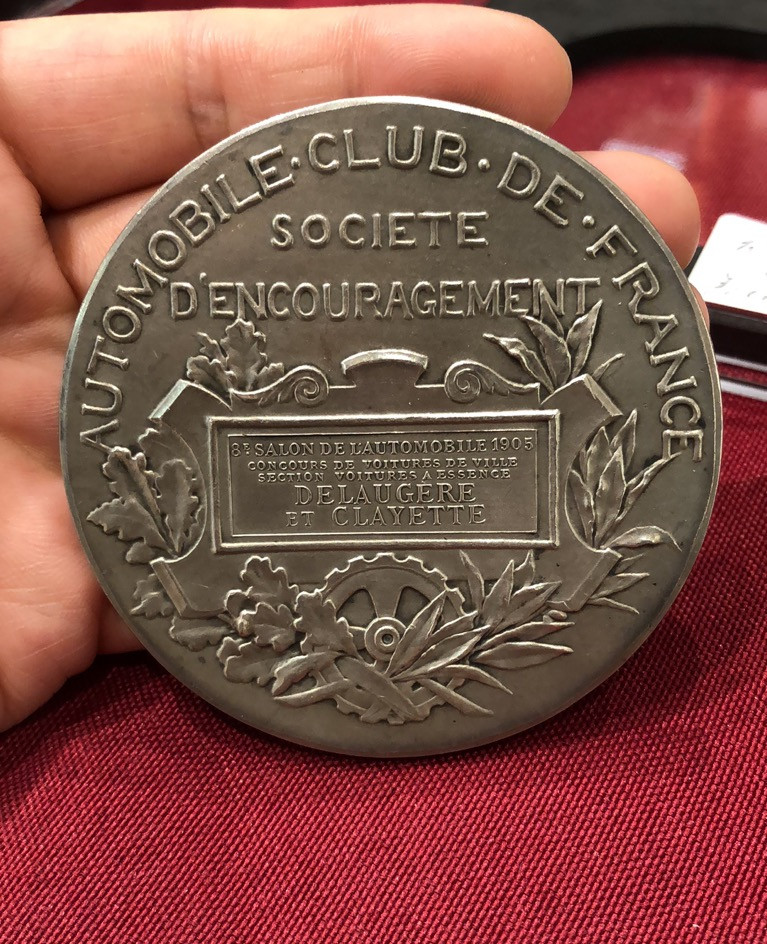 AUTOMOBILE·CLUB·DE·FRANCE
SOCIETE
D'ENCOURAGEMENT
8E SALON DE L'AUTOMOBILE 1905
CONCOURS DE VOITURES DE VILLE
SECTION VOITURES A ESSENCE
DELAUGERE
ET CLAYETTE